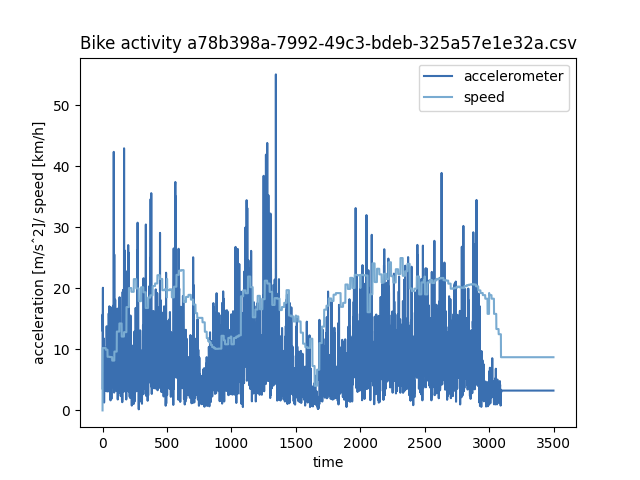 Bike activity a78b398a-7992-49c3-bdeb-325a57e1e32a.csv
accelerometer
speed
acceleration [m/s^2]/ speed [km/h]
50
40
30
20
10
0
0 500 1000 1500 2000 2500 3000 3500
time